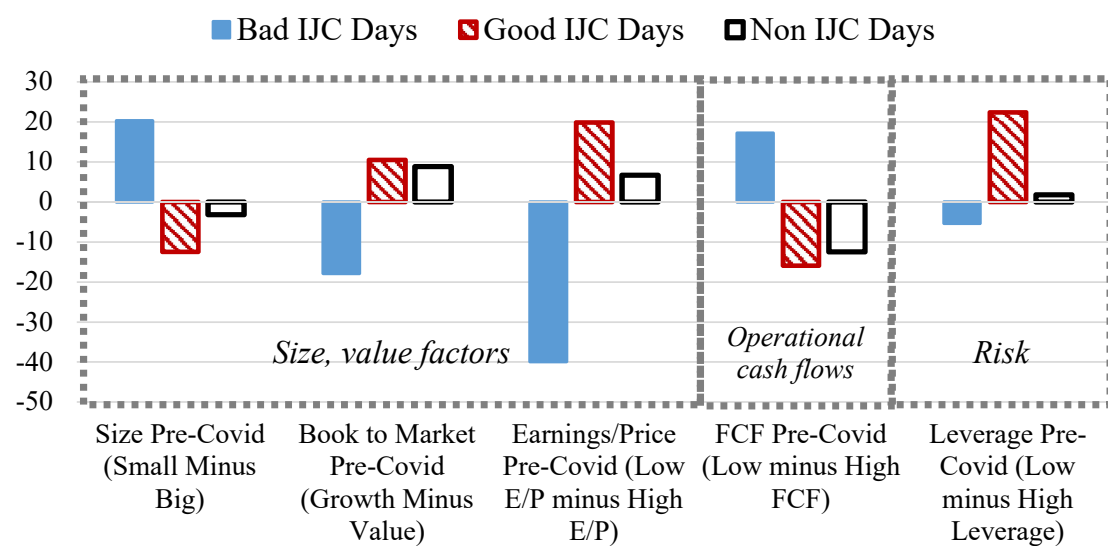 Bad IJC Days Good IJC Days Non IJC Days
30
20
10
0
-10
-20
-30
-40
-50
Size, value factors
Operational
cash flows
Risk
Size Pre-Covid
(Small Minus
Big)
Book to Market
Pre-Covid
(Growth Minus
Value)
Earnings/Price
Pre-Covid (Low
E/P minus High
E/P)
FCF Pre-Covid
(Low minus High
FCF)
Leverage Pre-
Covid (Low
minus High
Leverage)